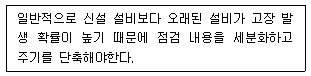 일반적으로 신설 설비보다 오래된 설비가 고장 발
생 확률이 높기 때문에 점검 내용을 세분화하고
주기를 단축해야한다.